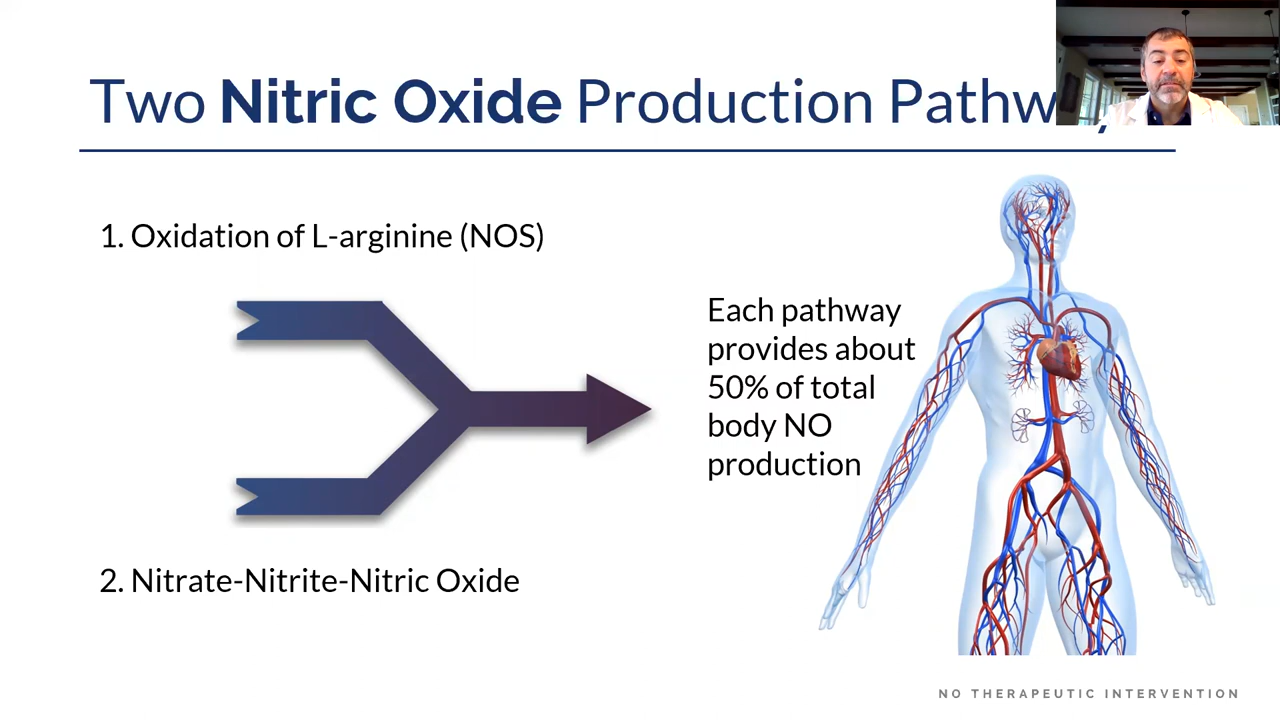 Two Nitric Oxide Production
1. Oxidation of L-arginine (NOS)
Each pathway
provides about
50% of total
body NO
production
2. Nitrate-Nitrite-Nitric Oxide
NO THERAPEUTIC INTERVENTION